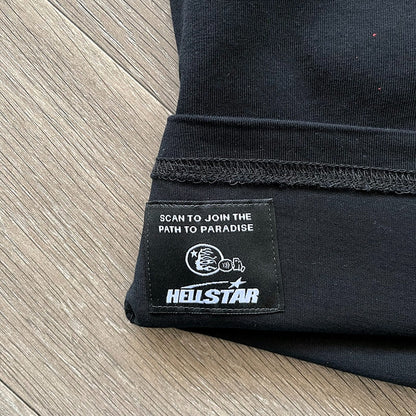 SCAN TO JOIN THE
PATH TO PARADISE
HELLSTAR